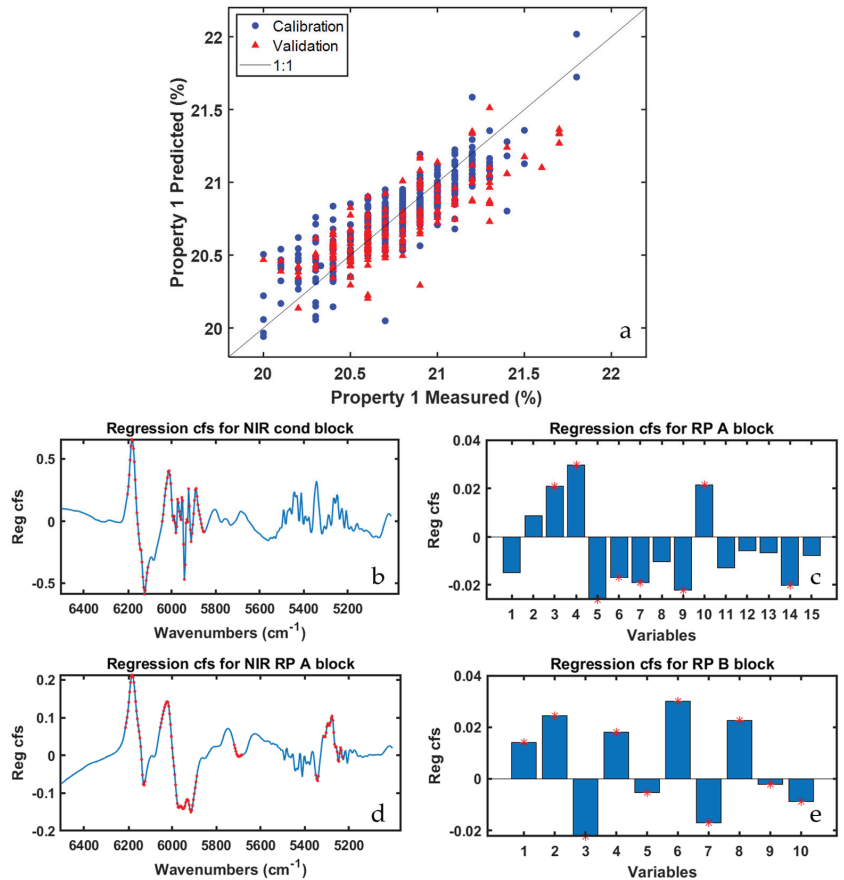 Calibration
Validation
1:1
22
21.5
21
20.5
20
Property 1 Predicted (%)
a
20 20.5 21 21.5 22
Property 1 Measured (%)
Regression cfs for NIR cond block
0.5
0
-0.5
Reg cfs
b
6400 6200 6000 5800 5600 5400 5200
Wavenumbers (cm⁻¹)
Regression cfs for RP A block
0.04
0.02
0
-0.02
Reg cfs
c
1 2 3 4 5 6 7 8 9 10 11 12 13 14 15
Variables
Regression cfs for NIR RP A block
0.2
0.1
0
-0.1
-0.2
Reg cfs
d
6400 6200 6000 5800 5600 5400 5200
Wavenumbers (cm⁻¹)
Regression cfs for RP B block
0.04
0.02
0
-0.02
Reg cfs
e
1 2 3 4 5 6 7 8 9 10
Variables